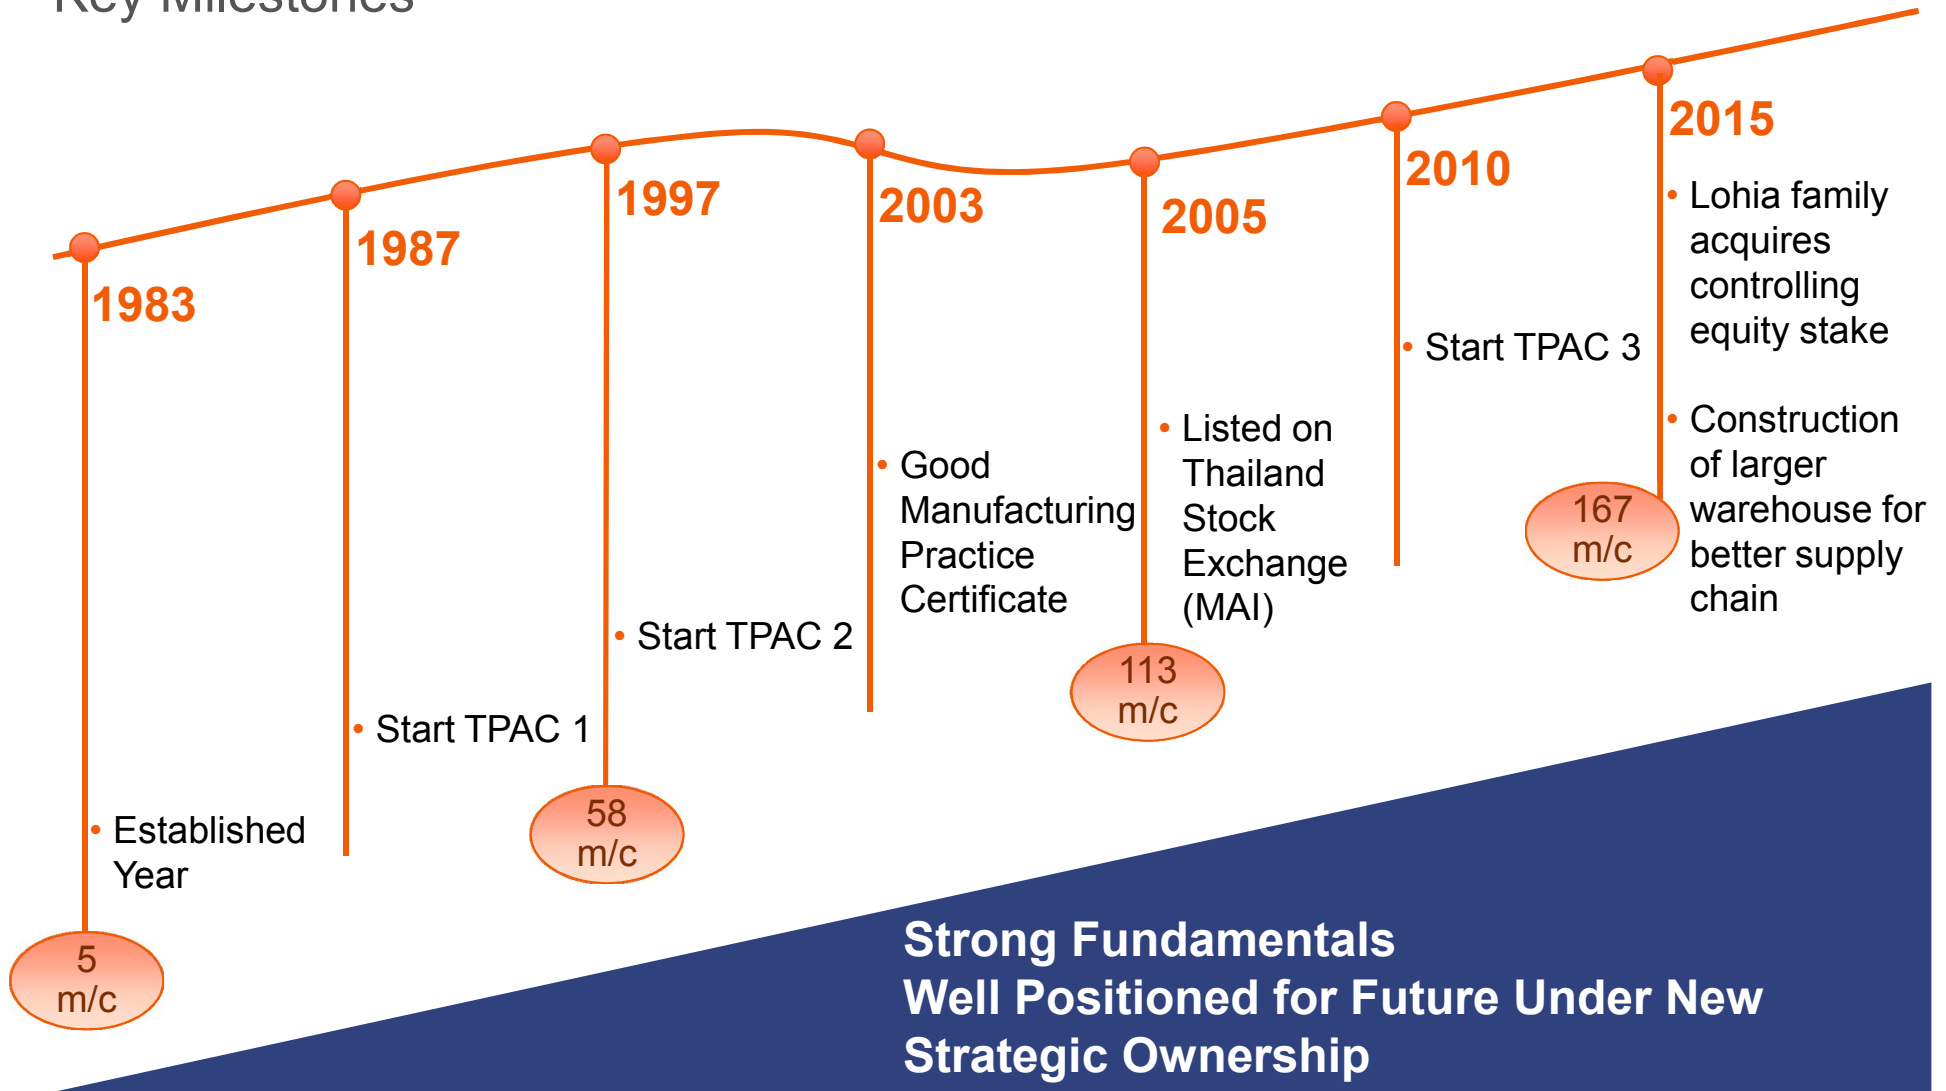 Key Milestones
1983
• Established
Year
5
m/c
1987
• Start TPAC 1
1997
• Start TPAC 2
58
m/c
2003
• Good
Manufacturing
Practice
Certificate
2005
• Listed on
Thailand
Stock
Exchange
(MAI)
113
m/c
2010
• Start TPAC 3
2015
• Lohia family
acquires
controlling
equity stake
• Construction
of larger
warehouse for
better supply
chain
167
m/c
Strong Fundamentals
Well Positioned for Future Under New
Strategic Ownership